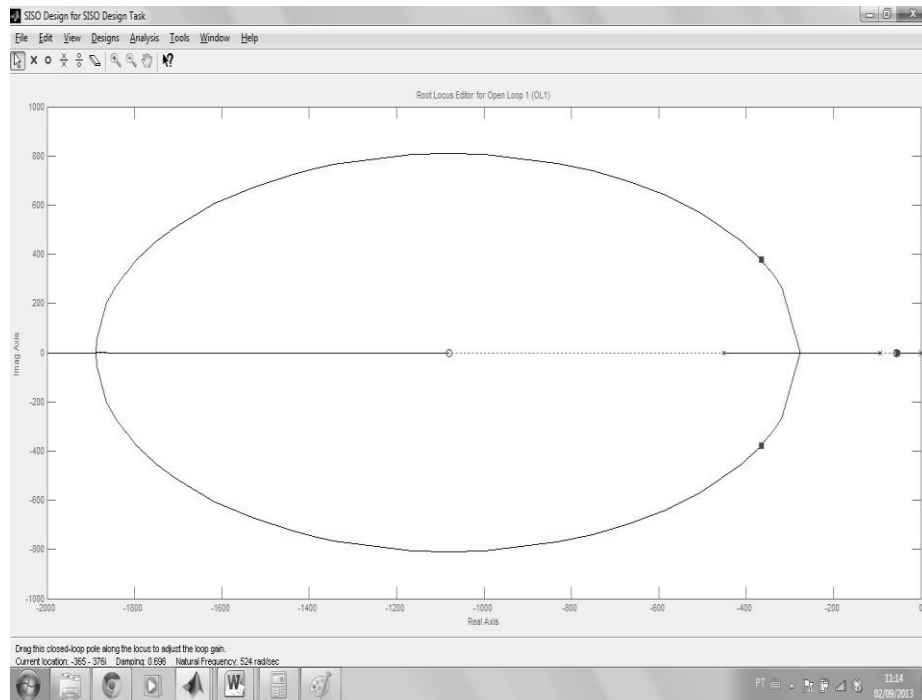 SISO Design for SISO Design Task
File Edit View Designs Analysis Tools Window Help
Root Locus Editor for Open Loop 1 (OL1)
1000
800
600
400
200
0
-200
-400
-600
-800
-1000
Imag Axis
-2000 -1800 -1600 -1400 -1200 -1000 -800 -600 -400 -200 0
Real Axis
Drag this closed-loop pole along the locus to adjust the loop gain.
Current location: -365 - 376i Damping: 0.696 Natural Frequency: 524 rad/sec
PT
11:14
02/09/2013